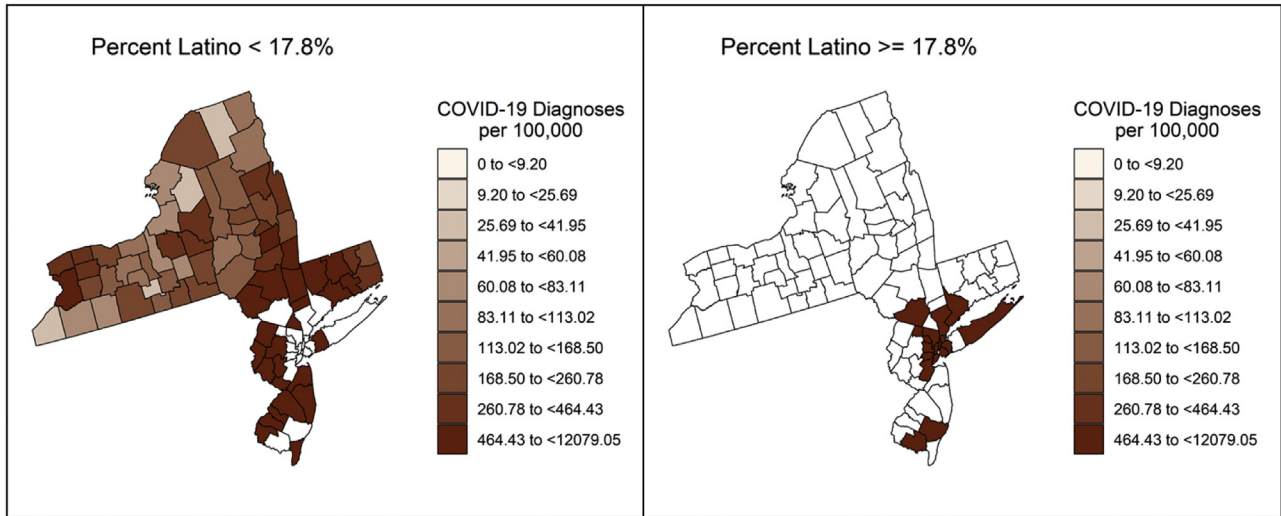 Percent Latino < 17.8%
COVID-19 Diagnoses
per 100,000
0 to <9.20
9.20 to <25.69
25.69 to <41.95
41.95 to <60.08
60.08 to <83.11
83.11 to <113.02
113.02 to <168.50
168.50 to <260.78
260.78 to <464.43
464.43 to <12079.05
Percent Latino >= 17.8%
COVID-19 Diagnoses
per 100,000
0 to <9.20
9.20 to <25.69
25.69 to <41.95
41.95 to <60.08
60.08 to <83.11
83.11 to <113.02
113.02 to <168.50
168.50 to <260.78
260.78 to <464.43
464.43 to <12079.05